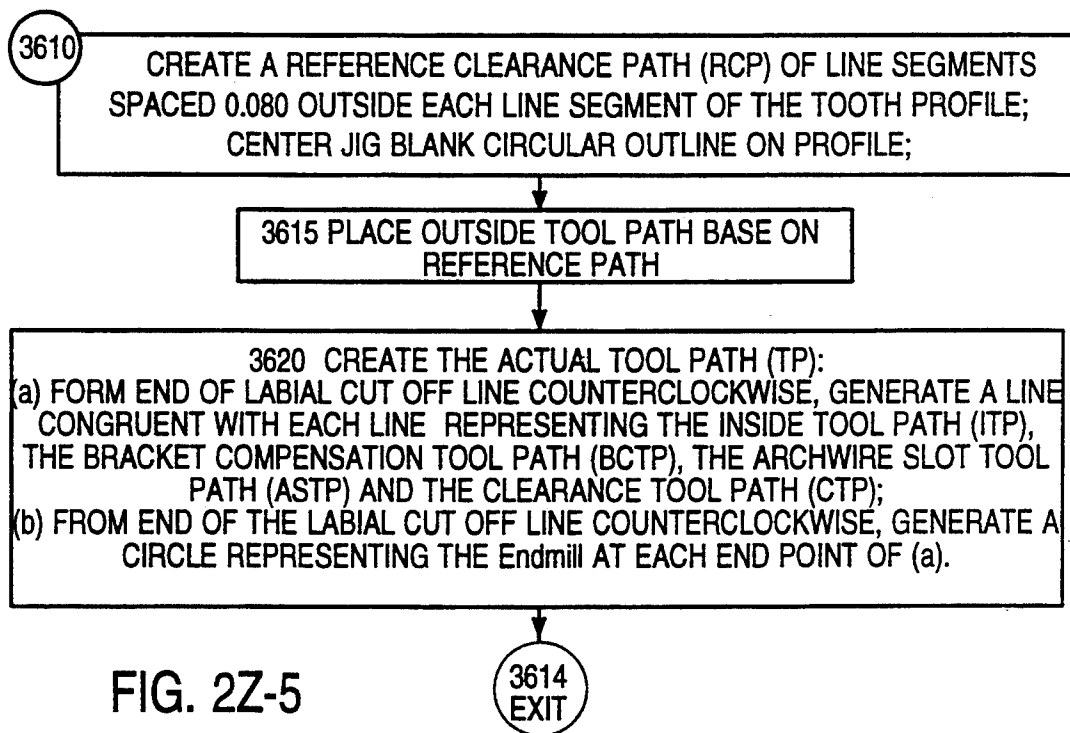 3610
CREATE A REFERENCE CLEARANCE PATH (RCP) OF LINE SEGMENTS
SPACED 0.080 OUTSIDE EACH LINE SEGMENT OF THE TOOTH PROFILE;
CENTER JIG BLANK CIRCULAR OUTLINE ON PROFILE;
3615 PLACE OUTSIDE TOOL PATH BASE ON
REFERENCE PATH
3620 CREATE THE ACTUAL TOOL PATH (TP):
(a) FORM END OF LABIAL CUT OFF LINE COUNTERCLOCKWISE, GENERATE A LINE
CONGRUENT WITH EACH LINE REPRESENTING THE INSIDE TOOL PATH (ITP),
THE BRACKET COMPENSATION TOOL PATH (BCTP), THE ARCHWIRE SLOT TOOL
PATH (ASTP) AND THE CLEARANCE TOOL PATH (CTP);
(b) FROM END OF THE LABIAL CUT OFF LINE COUNTERCLOCKWISE, GENERATE A
CIRCLE REPRESENTING THE Endmill AT EACH END POINT OF (a).
FIG. 2Z-5
3614
EXIT